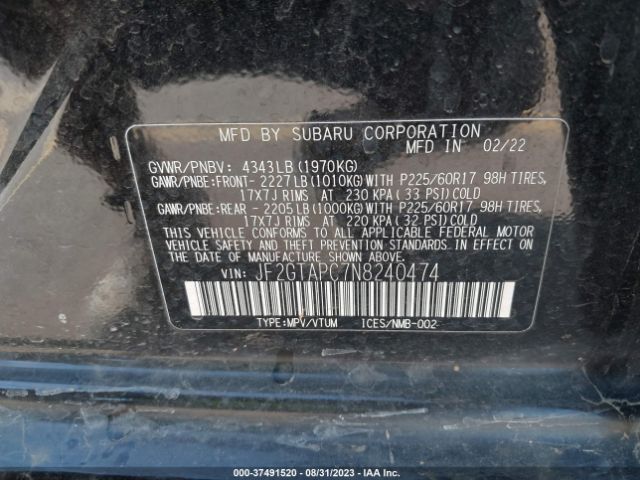 MFD BY SUBARU CORPORATION
MFD IN 02/22
GVWR/PNBV: 4343LB (1970KG)
GAWR/PNBE:FRONT- 2227LB(1010KG)WITH P225/60R17 98H TIRES,
17X7J RIMS AT 230 KPA(33 PSI)COLD
GAWR/PNBE:REAR - 2205LB(1000KG)WITH P225/60R17 98H TIRES,
17X7J RIMS AT 220 KPA(32 PSI)COLD
THIS VEHICLE CONFORMS TO ALL APPLICABLE FEDERAL MOTOR
VEHICLE SAFETY AND THEFT PREVENTION STANDARDS IN EFFECT
ON THE DATE OF MANUFACTURE SHOWN ABOVE.
VIN: JF2GTAPC7N8240474
TYPE:MPV/VTUM ICES/NMB-002
000-37491520 - 08/31/2023 - IAA Inc.